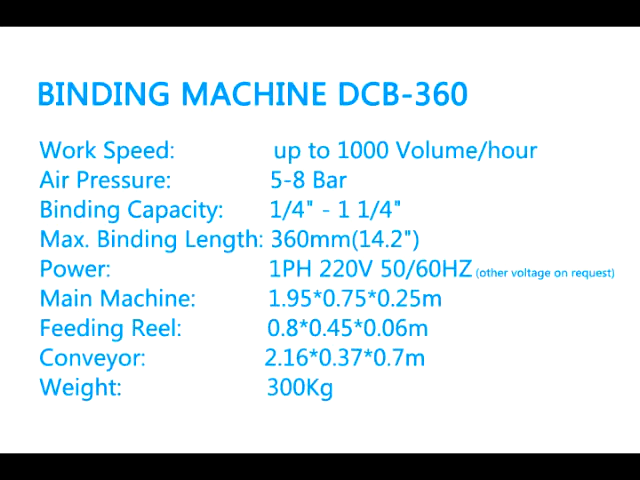 BINDING MACHINE DCB-360
Work Speed: up to 1000 Volume/hour
Air Pressure: 5-8 Bar
Binding Capacity: 1/4" - 1 1/4"
Max. Binding Length: 360mm(14.2")
Power: 1PH 220V 50/60HZ (other voltage on request)
Main Machine: 1.95*0.75*0.25m
Feeding Reel: 0.8*0.45*0.06m
Conveyor: 2.16*0.37*0.7m
Weight: 300Kg